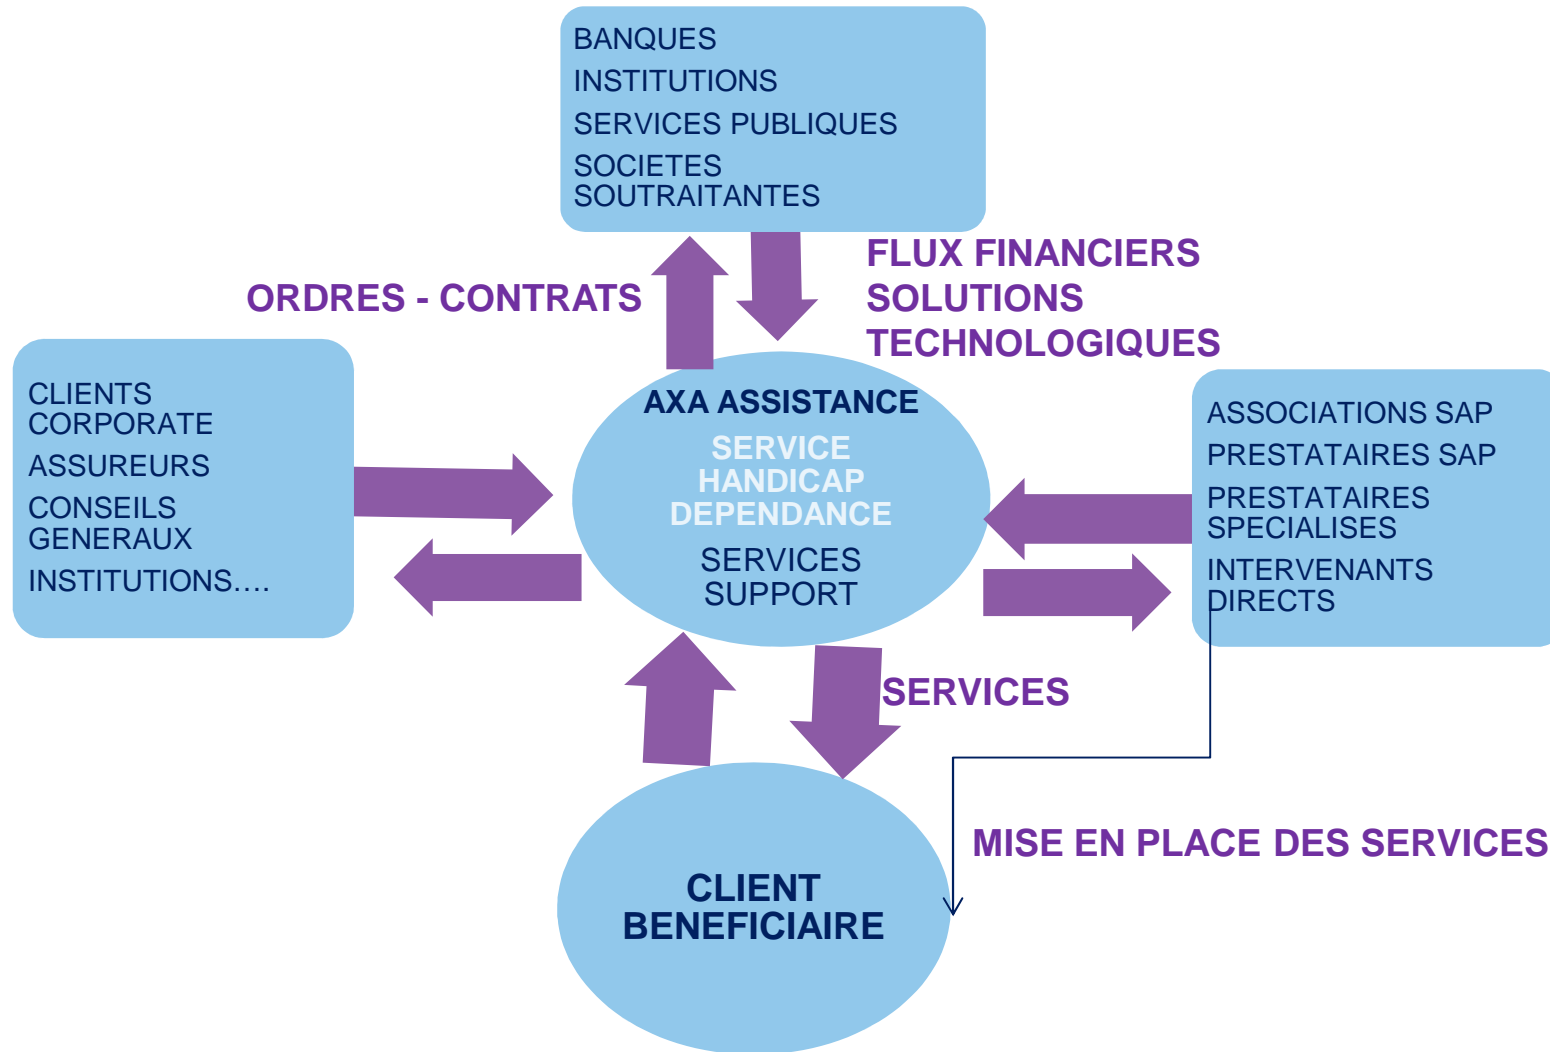 BANQUES
INSTITUTIONS
SERVICES PUBLIQUES
SOCIETES
SOUTRAITANTES
FLUX FINANCIERS
SOLUTIONS
TECHNOLOGIQUES
ORDRES - CONTRATS
CLIENTS
CORPORATE
ASSUREURS
CONSEILS
GENERAUX
INSTITUTIONS….
AXA ASSISTANCE
SERVICE
HANDICAP
DEPENDANCE
SERVICES
SUPPORT
ASSOCIATIONS SAP
PRESTATAIRES SAP
PRESTATAIRES
SPECIALISES
INTERVENANTS
DIRECTS
SERVICES
MISE EN PLACE DES SERVICES
CLIENT
BENEFICIAIRE